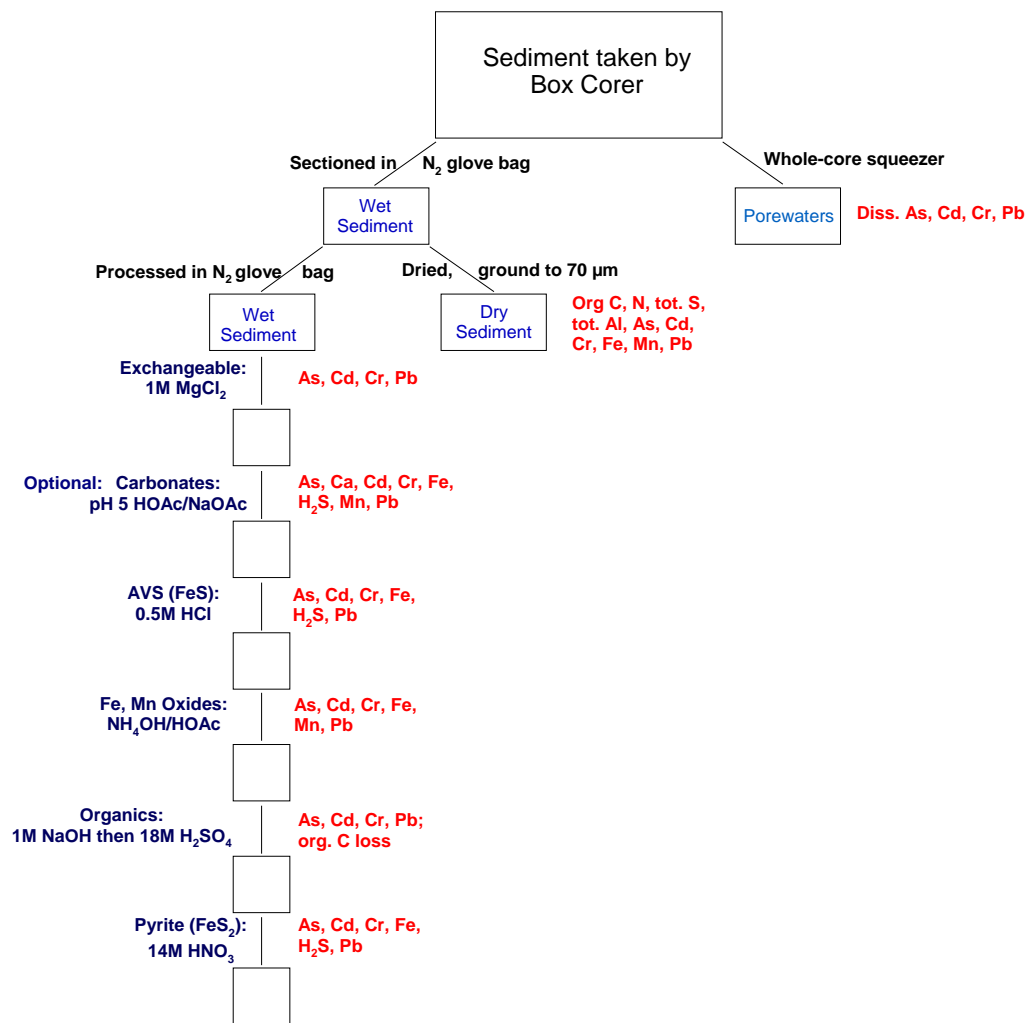 Sediment taken by
Box Corer
Sectioned in N₂ glove bag
Whole-core squeezer
Wet
Sediment
Porewaters
Diss. As, Cd, Cr, Pb
Processed in N₂ glove bag
Dried, ground to 70 µm
Wet
Sediment
Dry
Sediment
Org C, N, tot. S,
tot. Al, As, Cd,
Cr, Fe, Mn, Pb
Exchangeable:
1M MgCl₂
As, Cd, Cr, Pb
Optional: Carbonates:
pH 5 HOAc/NaOAc
As, Ca, Cd, Cr, Fe,
H₂S, Mn, Pb
AVS (FeS):
0.5M HCl
As, Cd, Cr, Fe,
H₂S, Pb
Fe, Mn Oxides:
NH₄OH/HOAc
As, Cd, Cr, Fe,
Mn, Pb
Organics:
1M NaOH then 18M H₂SO₄
As, Cd, Cr, Pb;
org. C loss
Pyrite (FeS₂):
14M HNO₃
As, Cd, Cr, Fe,
H₂S, Pb